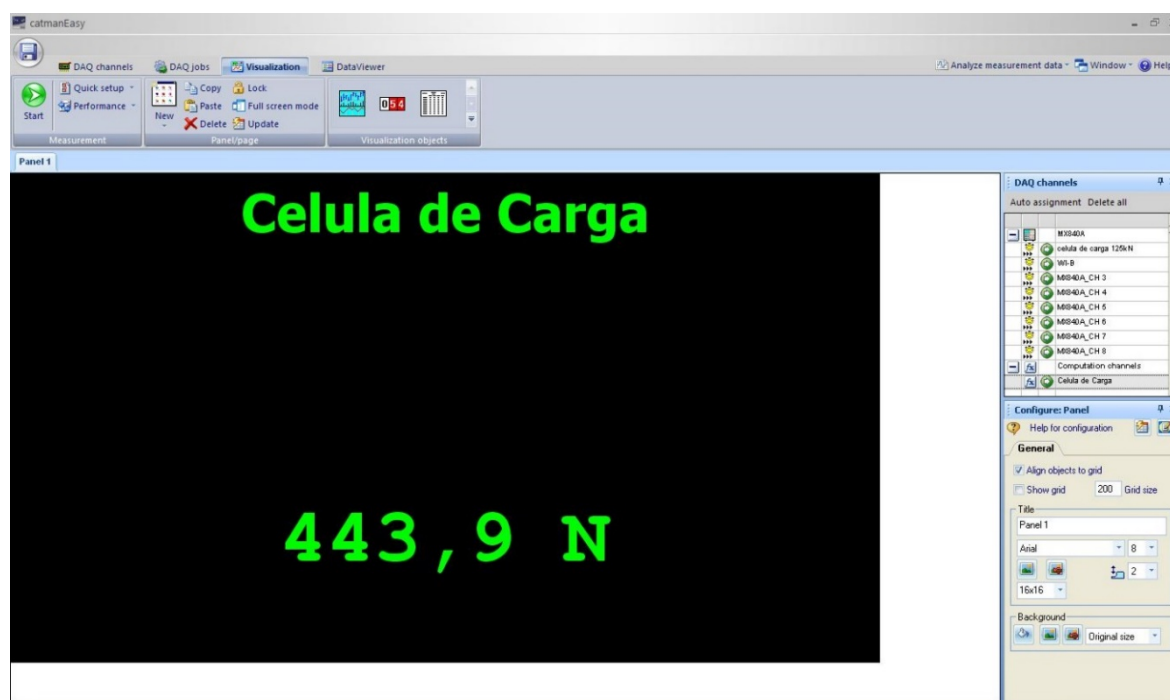 catmanEasy
DAQ channels DAQ jobs Visualization DataViewer Analyze measurement data Window Help
Start Quick setup Performance
New Copy Paste Delete Lock Full screen mode Update
054
Measurement Panel/page Visualization objects
Panel 1
Celula de Carga
443,9 N
DAQ channels
Auto assignment Delete all
MX840A
celula de carga 125kN
WI-B
MX840A_CH 3
MX840A_CH 4
MX840A_CH 5
MX840A_CH 6
MX840A_CH 7
MX840A_CH 8
Computation channels
Celula de Carga
Configure: Panel
Help for configuration
General
Align objects to grid
Show grid 200 Grid size
Title
Panel 1
Arial 8
2
16x16
Background
Original size